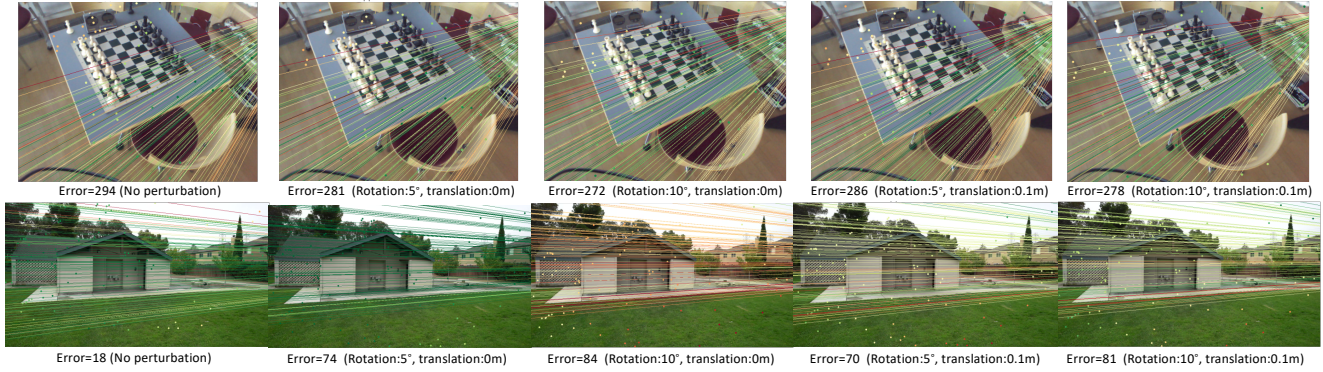 Error=294 (No perturbation)
Error=281 (Rotation:5°, translation:0m)
Error=272 (Rotation:10°, translation:0m)
Error=286 (Rotation:5°, translation:0.1m)
Error=278 (Rotation:10°, translation:0.1m)
Error=18 (No perturbation)
Error=74 (Rotation:5°, translation:0m)
Error=84 (Rotation:10°, translation:0m)
Error=70 (Rotation:5°, translation:0.1m)
Error=81 (Rotation:10°, translation:0.1m)